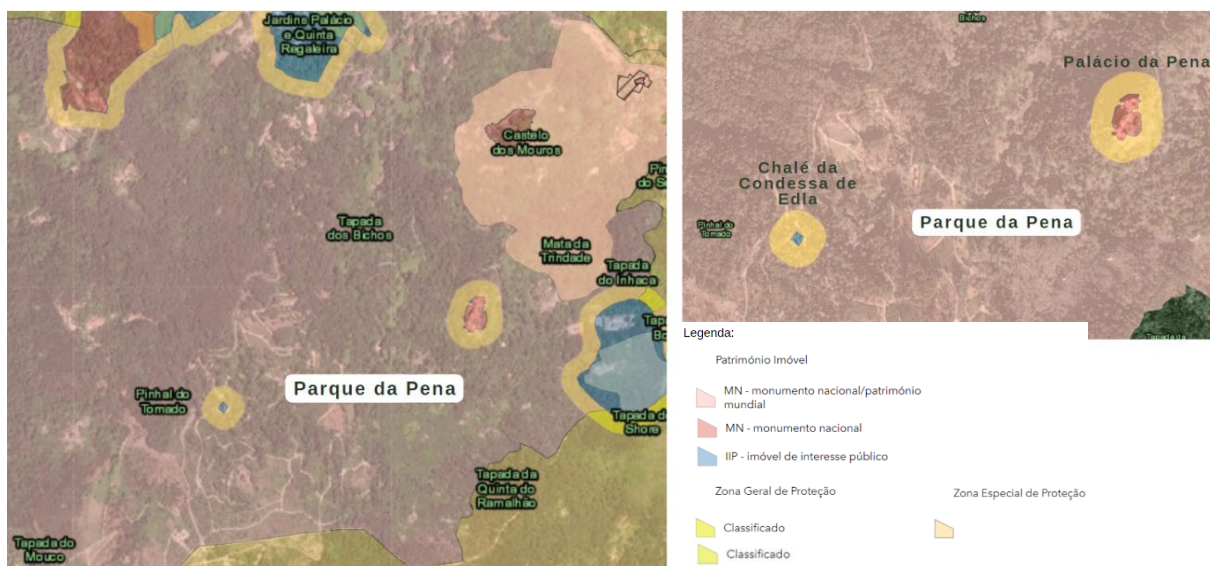 Jardins Palácio
e Quinta
Regaleira
Castelo
dos Mouros
Tapada
dos Bichos
Mata da
Trindade
Tapada
do Inhaca
Pinhal do
Tomado
Parque da Pena
Tapada do
Shore
Tapada da
Quinta do
Ramalhão
Tapada do
Mouco
Bichos
Palácio da Pena
Chalé da
Condessa de
Edla
Pinhal do
Tomado
Parque da Pena
Tapada da
Legenda:
Património Imóvel
MN - monumento nacional/património
mundial
MN - monumento nacional
IIP - imóvel de interesse público
Zona Geral de Proteção
Zona Especial de Proteção
Classificado
Classificado